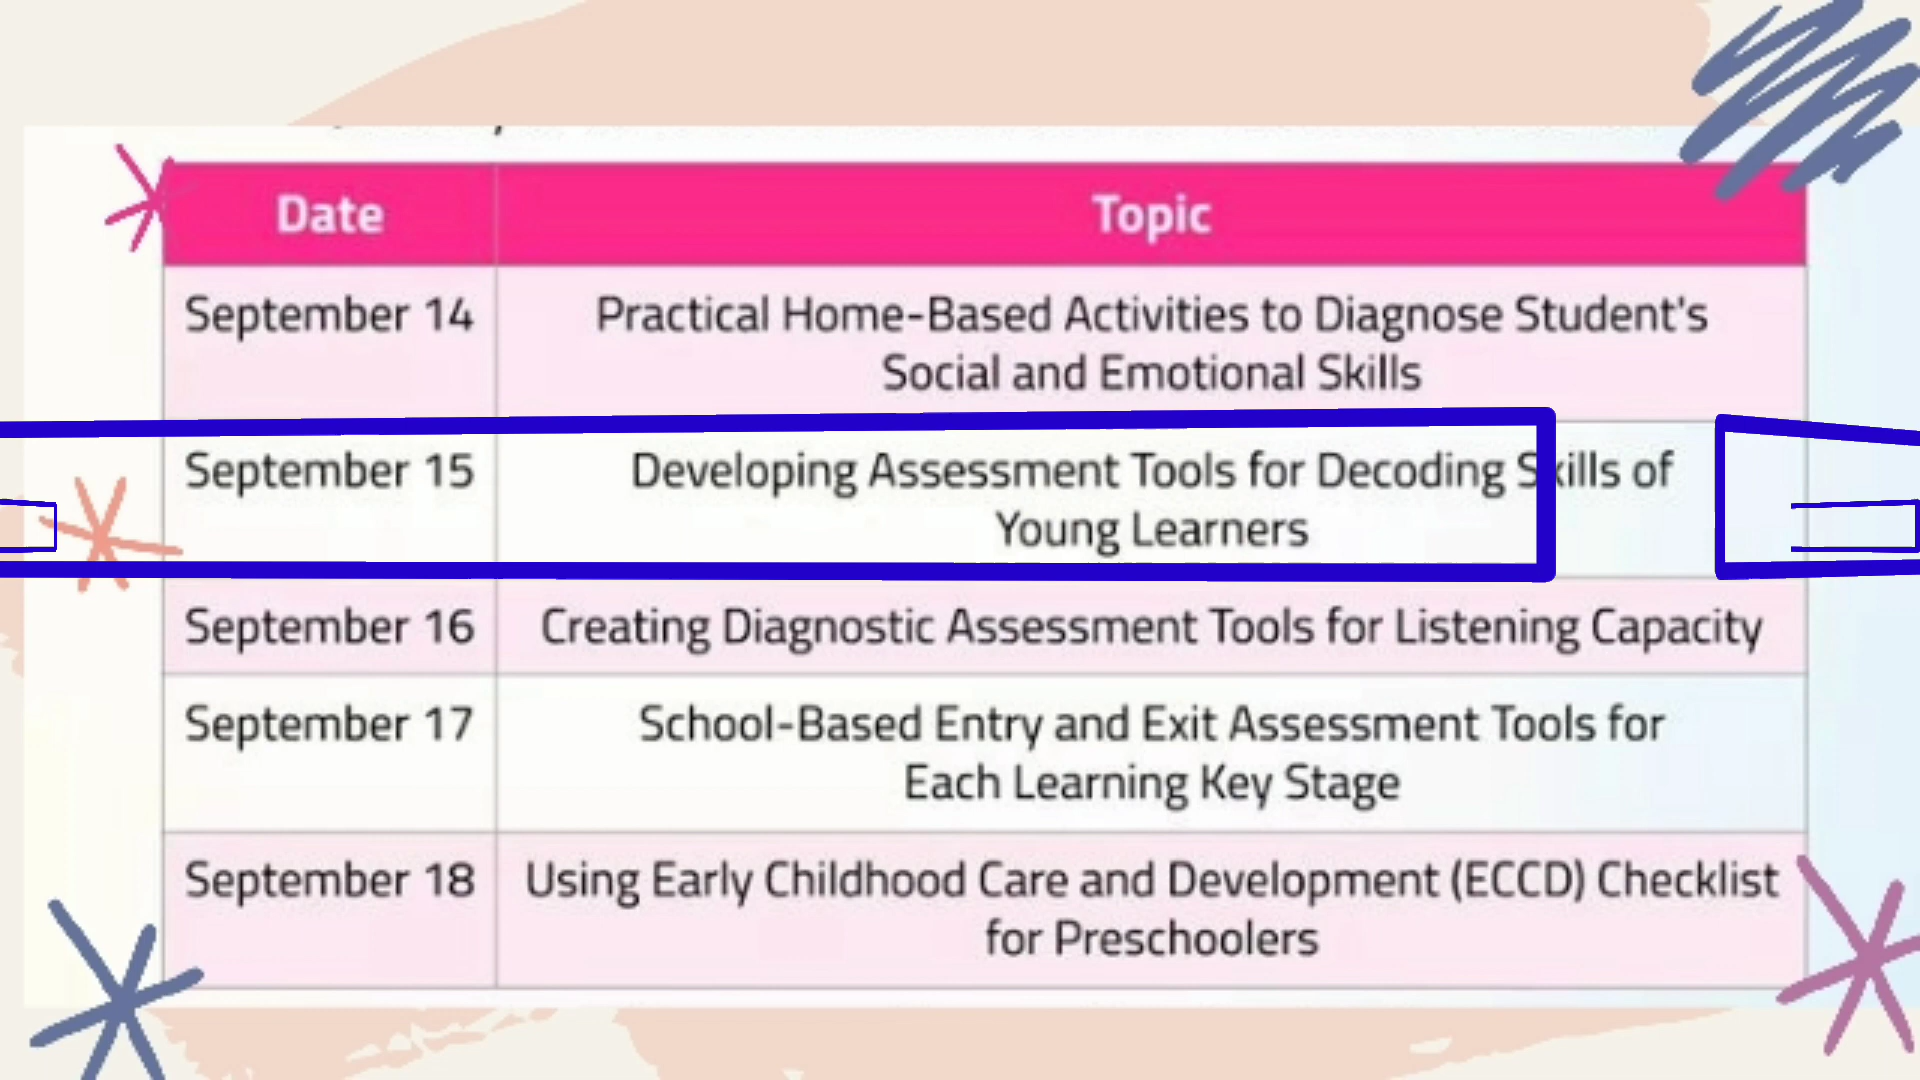 Date Topic
September 14 Practical Home-Based Activities to Diagnose Student's
Social and Emotional Skills
September 15 Developing Assessment Tools for Decoding Skills of
Young Learners
September 16 Creating Diagnostic Assessment Tools for Listening Capacity
September 17 School-Based Entry and Exit Assessment Tools for
Each Learning Key Stage
September 18 Using Early Childhood Care and Development (ECCD) Checklist
for Preschoolers